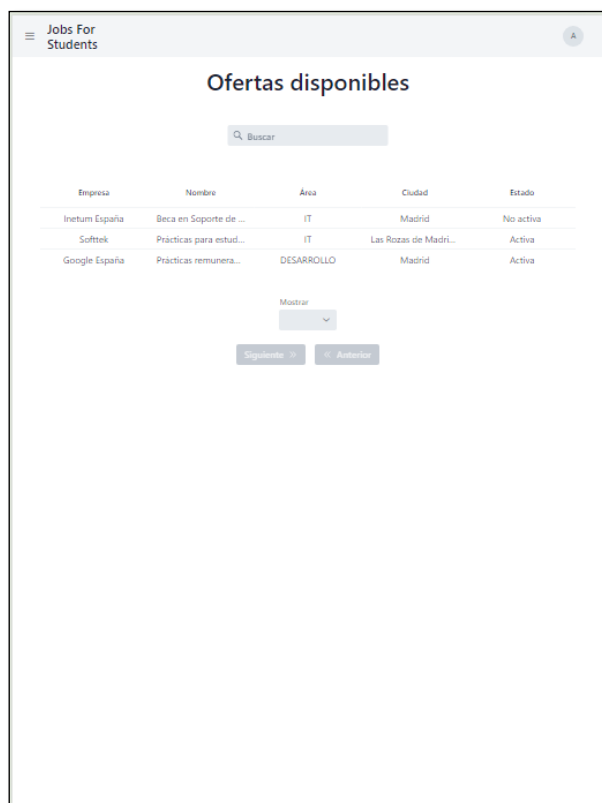 Jobs For
Students
A
Ofertas disponibles
Buscar
Empresa Nombre Área Ciudad Estado
Inetum España Beca en Soporte de ... IT Madrid No activa
Softtek Prácticas para estud... IT Las Rozas de Madri... Activa
Google España Prácticas remunera... DESARROLLO Madrid Activa
Mostrar
Siguiente » « Anterior